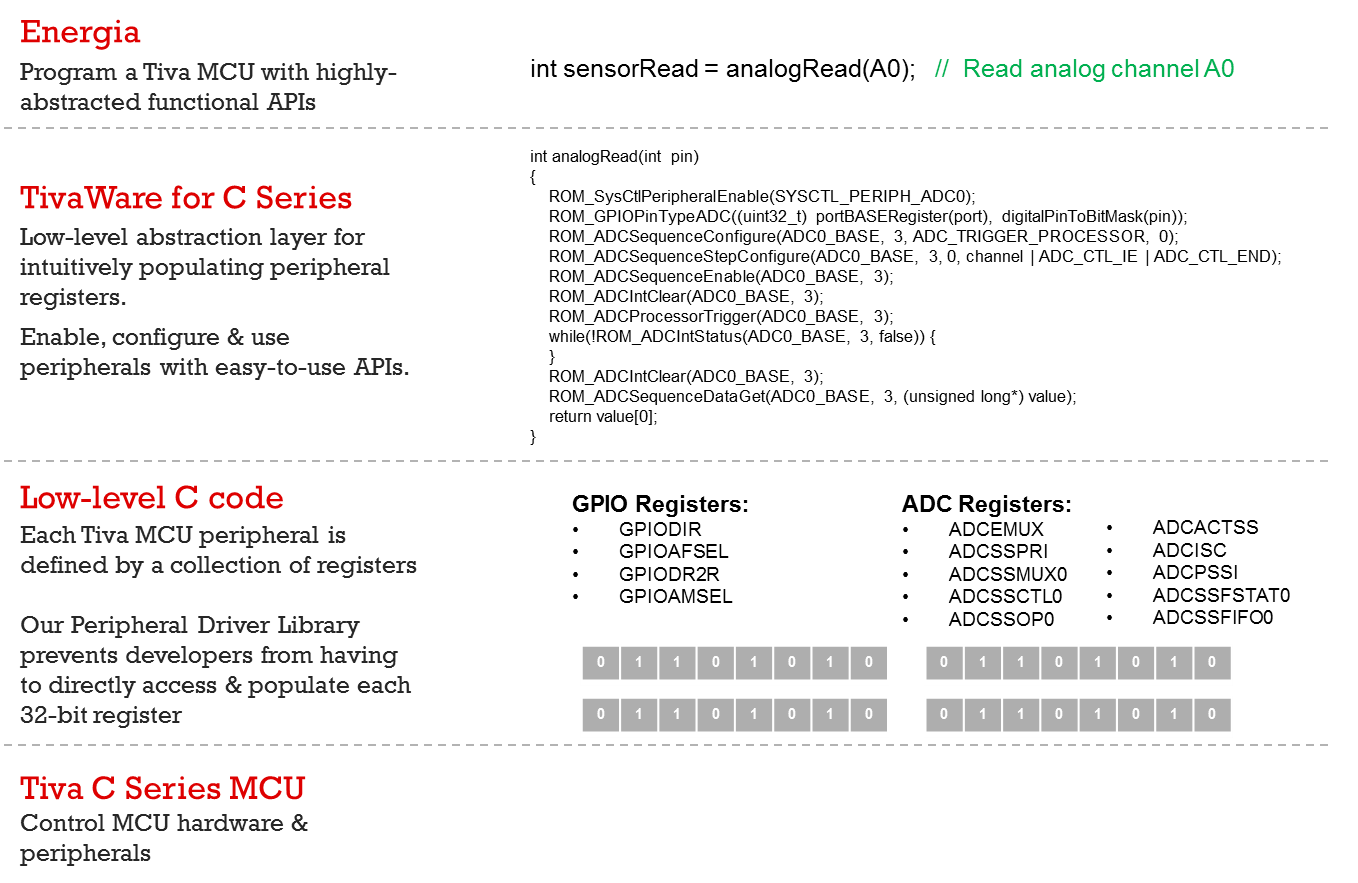 Energia
Program a Tiva MCU with highly-
abstracted functional APIs
int sensorRead = analogRead(A0); // Read analog channel A0
TivaWare for C Series
Low-level abstraction layer for
intuitively populating peripheral
registers.
Enable, configure & use
peripherals with easy-to-use APIs.
int analogRead(int pin)
{
ROM_SysCtlPeripheralEnable(SYSCTL_PERIPH_ADC0);
ROM_GPIOPinTypeADC((uint32_t) portBASERegister(port), digitalPinToBitMask(pin));
ROM_ADCSequenceConfigure(ADC0_BASE, 3, ADC_TRIGGER_PROCESSOR, 0);
ROM_ADCSequenceStepConfigure(ADC0_BASE, 3, 0, channel | ADC_CTL_IE | ADC_CTL_END);
ROM_ADCSequenceEnable(ADC0_BASE, 3);
ROM_ADCIntClear(ADC0_BASE, 3);
ROM_ADCProcessorTrigger(ADC0_BASE, 3);
while(!ROM_ADCIntStatus(ADC0_BASE, 3, false)) {
}
ROM_ADCIntClear(ADC0_BASE, 3);
ROM_ADCSequenceDataGet(ADC0_BASE, 3, (unsigned long*) value);
return value[0];
}
Low-level C code
Each Tiva MCU peripheral is
defined by a collection of registers
Our Peripheral Driver Library
prevents developers from having
to directly access & populate each
32-bit register
GPIO Registers:
• GPIODIR
• GPIOAFSEL
• GPIODR2R
• GPIOAMSEL
ADC Registers:
• ADCEMUX
• ADCSSPRI
• ADCSSMUX0
• ADCSSCTL0
• ADCSSOP0
• ADCACTSS
• ADCISC
• ADCPSSI
• ADCSSFSTAT0
• ADCSSFIFO0
0 1 1 0 1 0 1 0
0 1 1 0 1 0 1 0
0 1 1 0 1 0 1 0
0 1 1 0 1 0 1 0
Tiva C Series MCU
Control MCU hardware &
peripherals